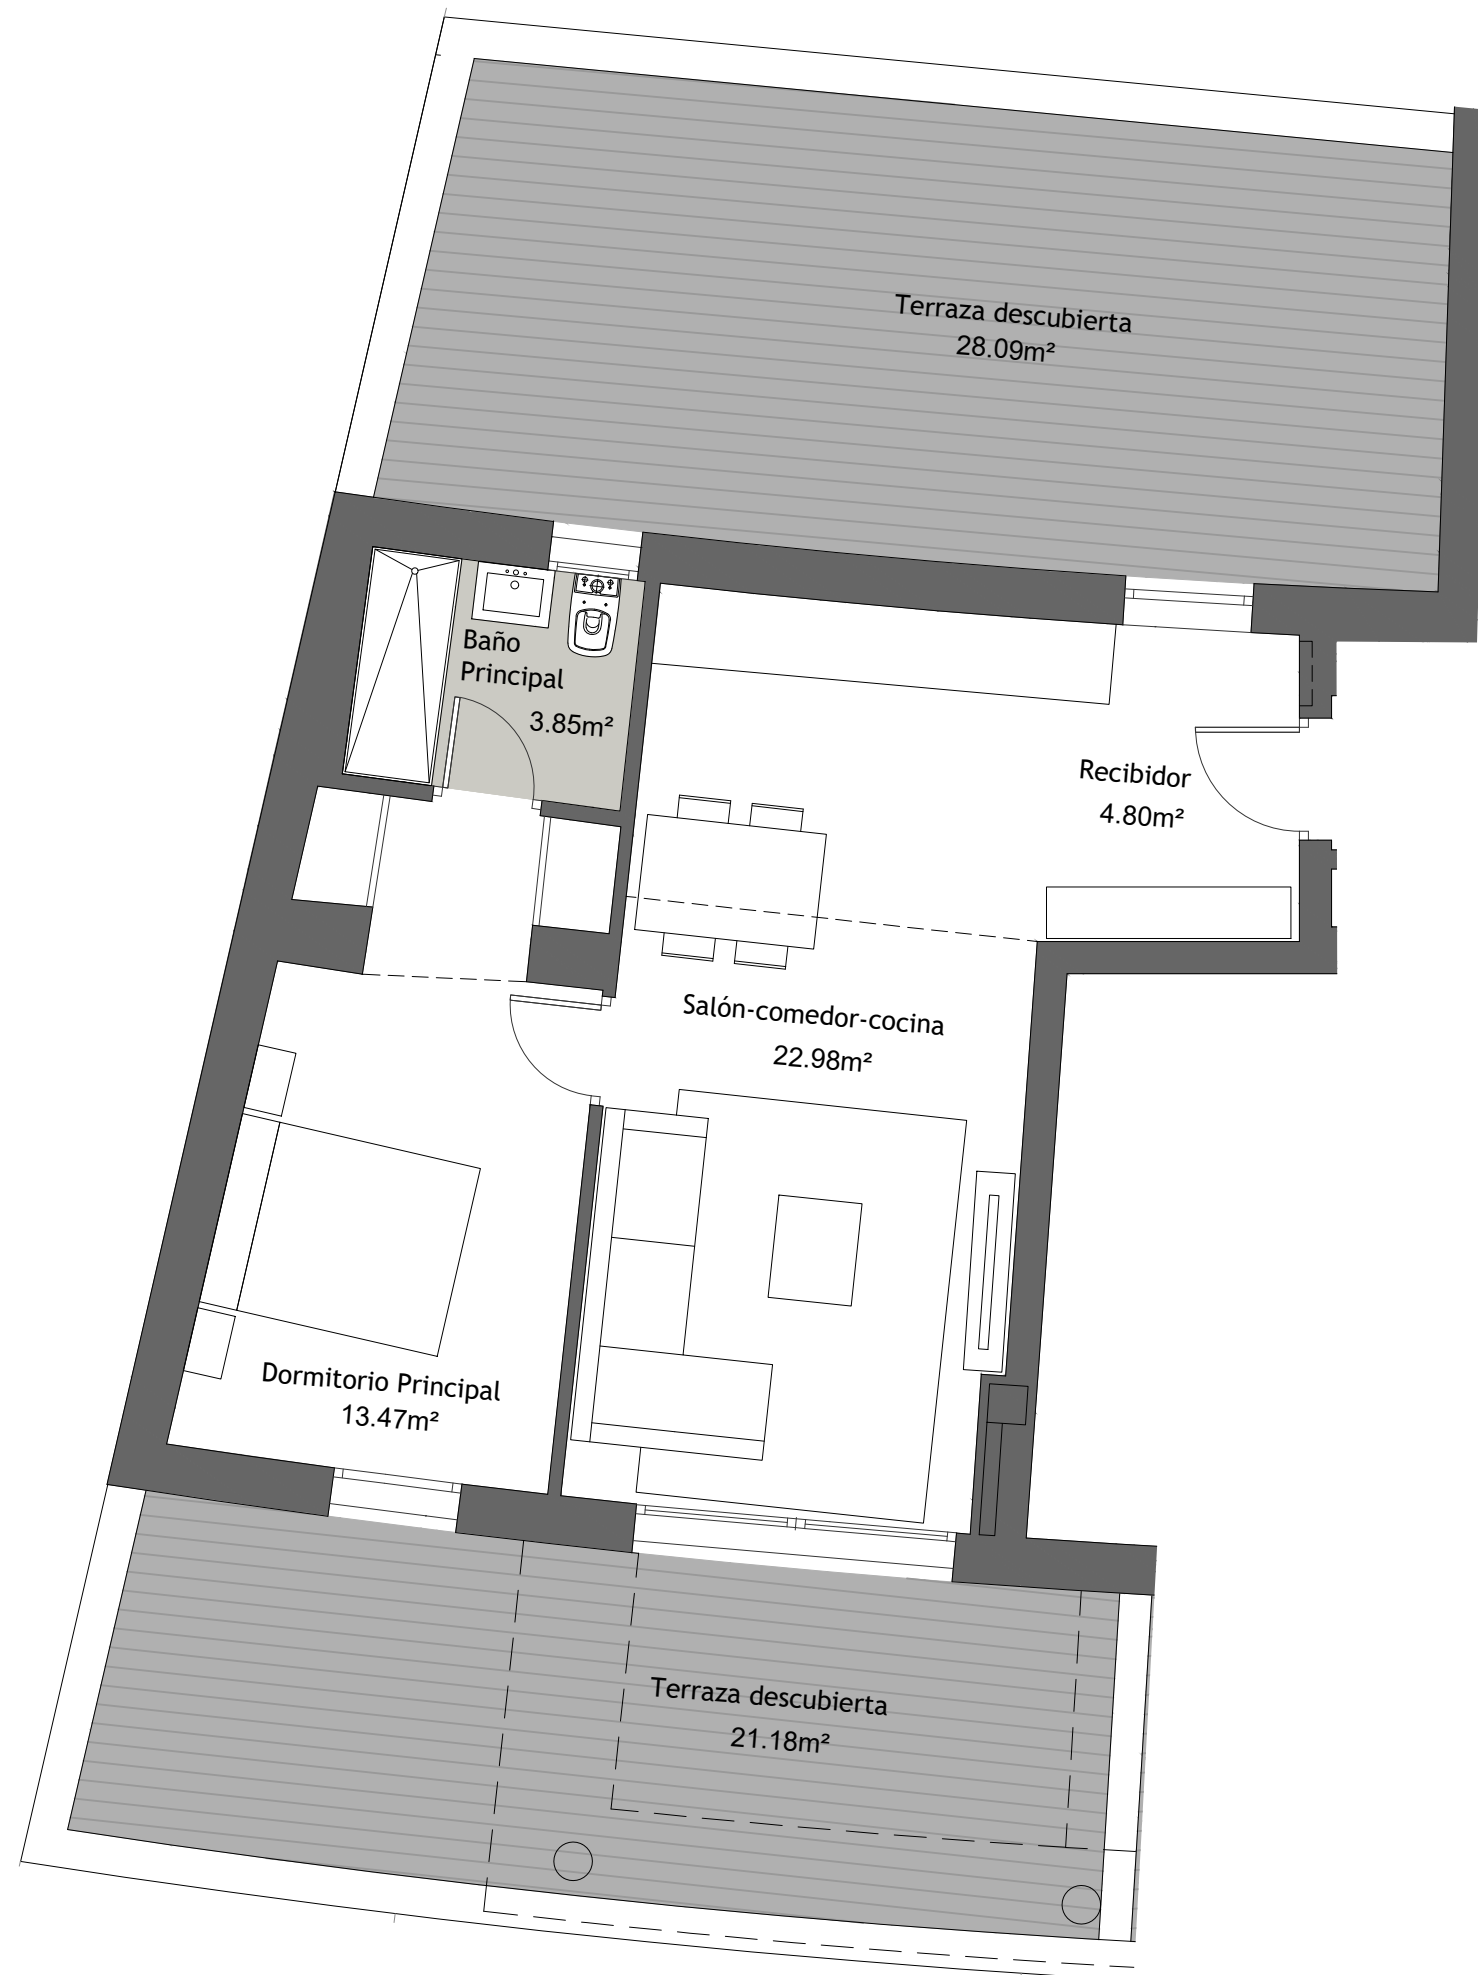 Terraza descubierta
28.09m²
Baño
Principal
3.85m²
Recibidor
4.80m²
Salón-comedor-cocina
22.98m²
Dormitorio Principal
13.47m²
Terraza descubierta
21.18m²